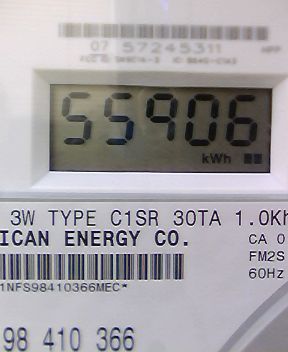 07 57245311
55906
kWh
3W TYPE C1SR 30TA 1.0Kh
ICAN ENERGY CO.
CA 0
FM2S
60Hz
1NFS98410366MEC*
98 410 366